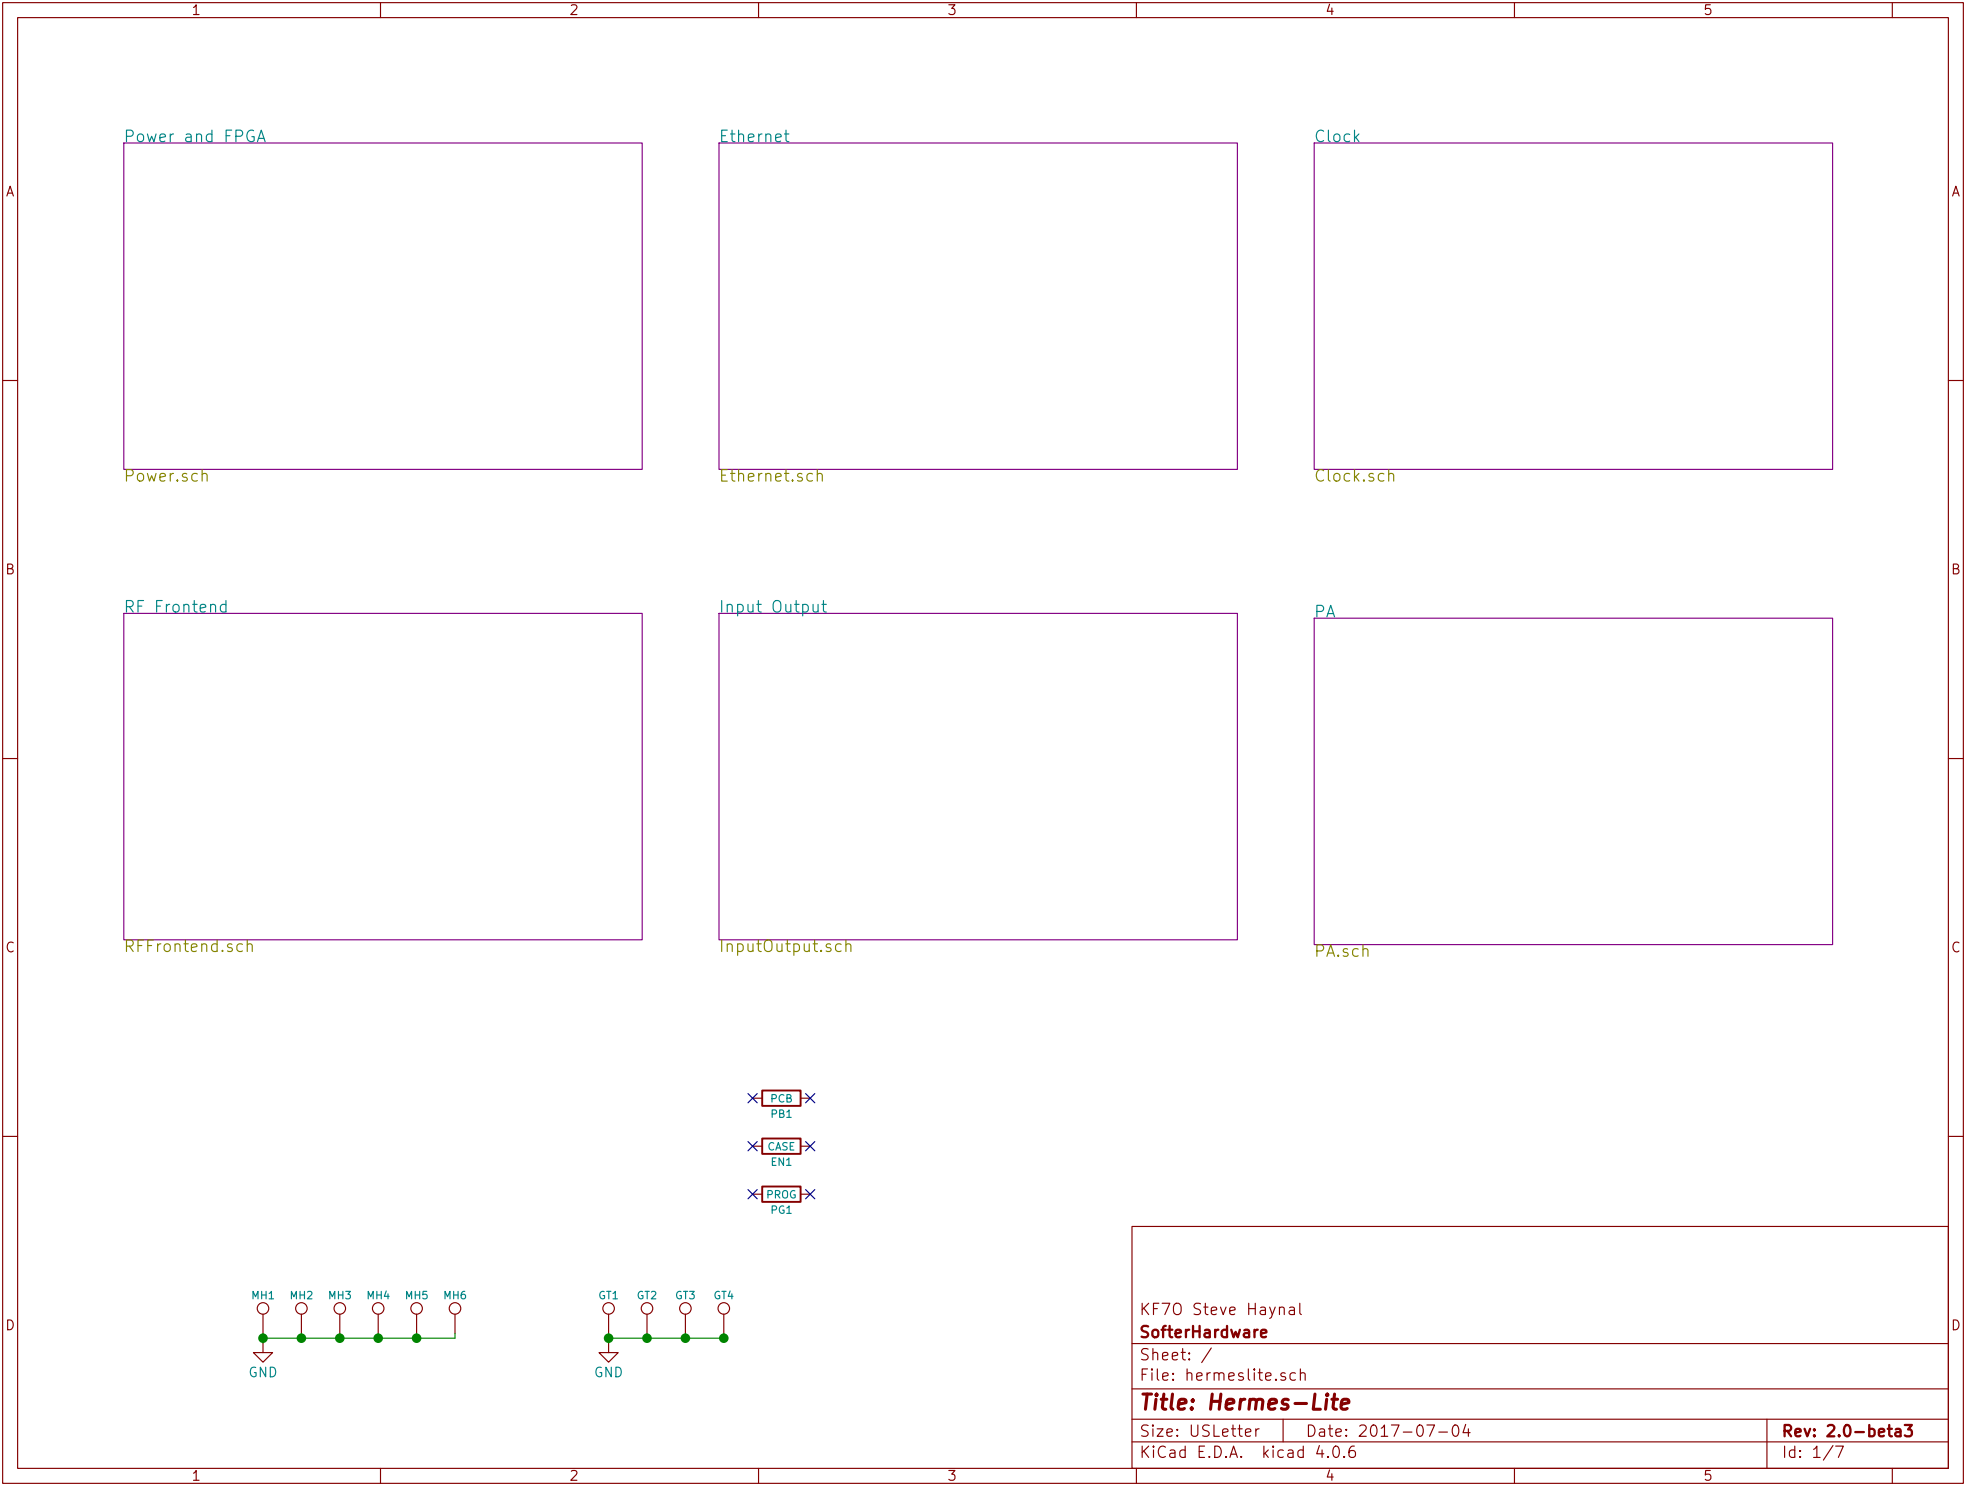 1 2 3 4 5
Power and FPGA Ethernet Clock
A A
Power.sch Ethernet.sch Clock.sch
B B
RF Frontend Input Output PA
RFFrontend.sch InputOutput.sch PA.sch
C C
PCB
PB1
CASE
EN1
PROG
PG1
MH1 MH2 MH3 MH4 MH5 MH6 GT1 GT2 GT3 GT4
D D
GND GND
KF7O Steve Haynal
SofterHardware
Sheet: /
File: hermeslite.sch
Title: Hermes-Lite
Size: USLetter Date: 2017-07-04 Rev: 2.0-beta3
KiCad E.D.A. kicad 4.0.6 Id: 1/7
1 2 3 4 5